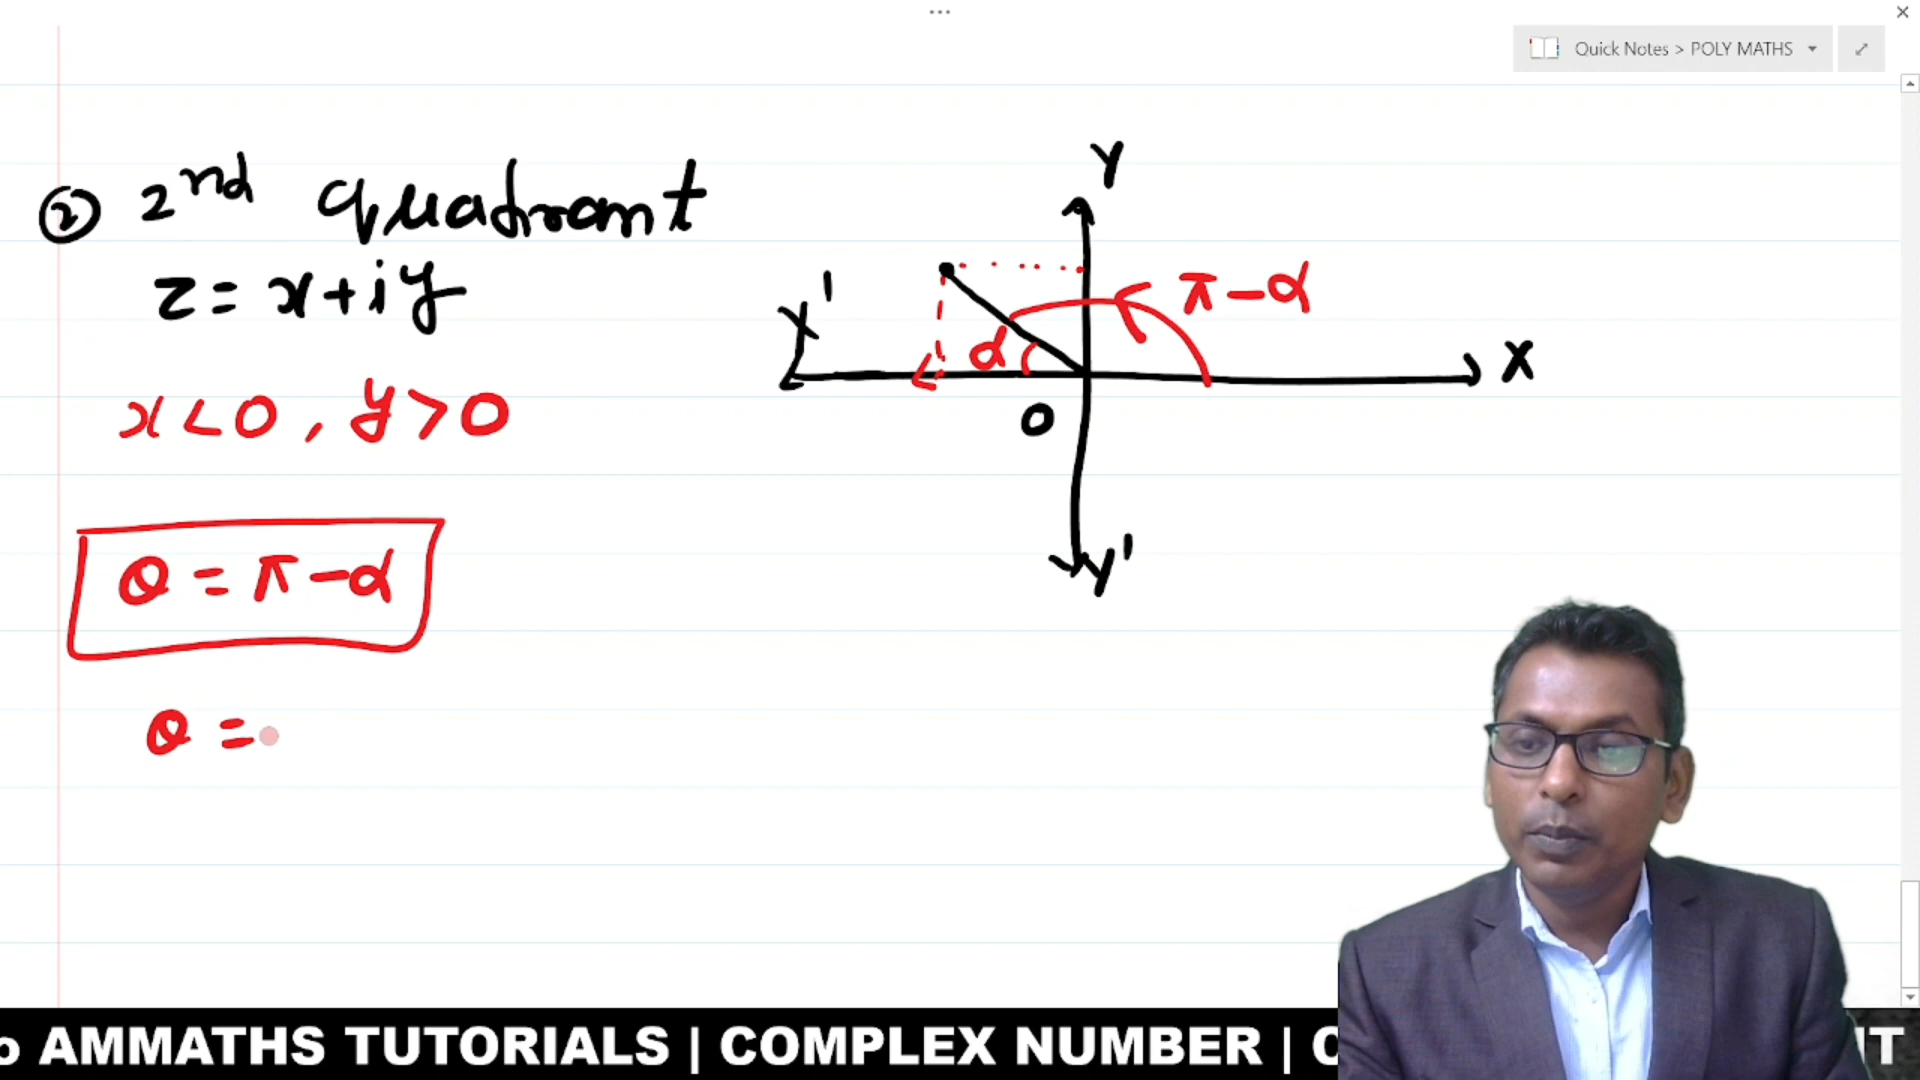 Quick Notes > POLY MATHS
② 2nd quadrant
z = x + iy
x < 0 , y > 0
θ = π - α
θ =
Y
X'
α
π - α
X
O
Y'
AMMATHS TUTORIALS | COMPLEX NUMBER |